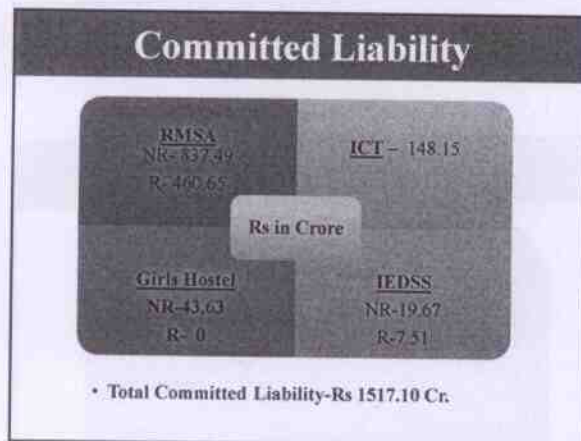 Committed Liability
RMSA
NR- 837.49
R- 460.65
ICT – 148.15
Rs in Crore
Girls Hostel
NR-43.63
R- 0
IEDSS
NR-19.67
R-7.51
• Total Committed Liability-Rs 1517.10 Cr.